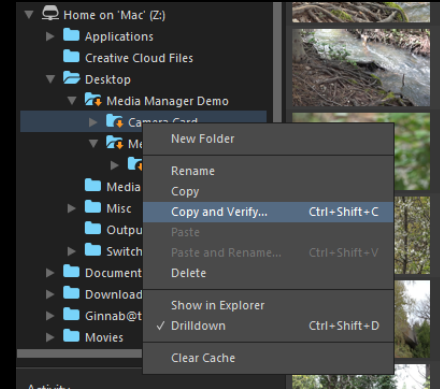 Home on 'Mac' (Z:)
Applications
Creative Cloud Files
Desktop
Media Manager Demo
Camera Card
Me
Media
Misc
Outpu
Switch
Document
Download
Ginnab@t
Movies
New Folder
Rename
Copy
Copy and Verify... Ctrl+Shift+C
Paste
Paste and Rename... Ctrl+Shift+V
Delete
Show in Explorer
✓ Drilldown Ctrl+Shift+D
Clear Cache
Activity